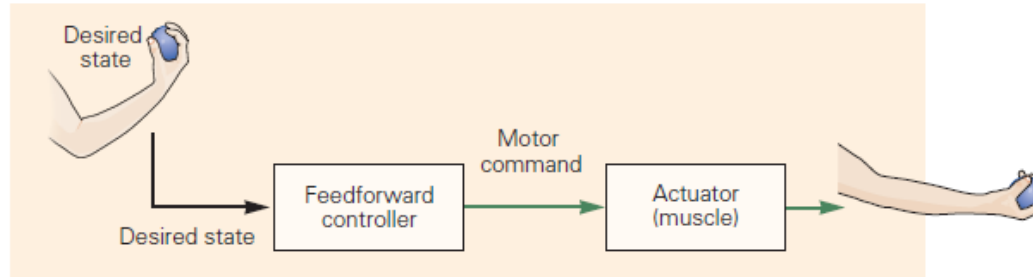 Desired
state
Motor
command
Feedforward
controller
Actuator
(muscle)
Desired state